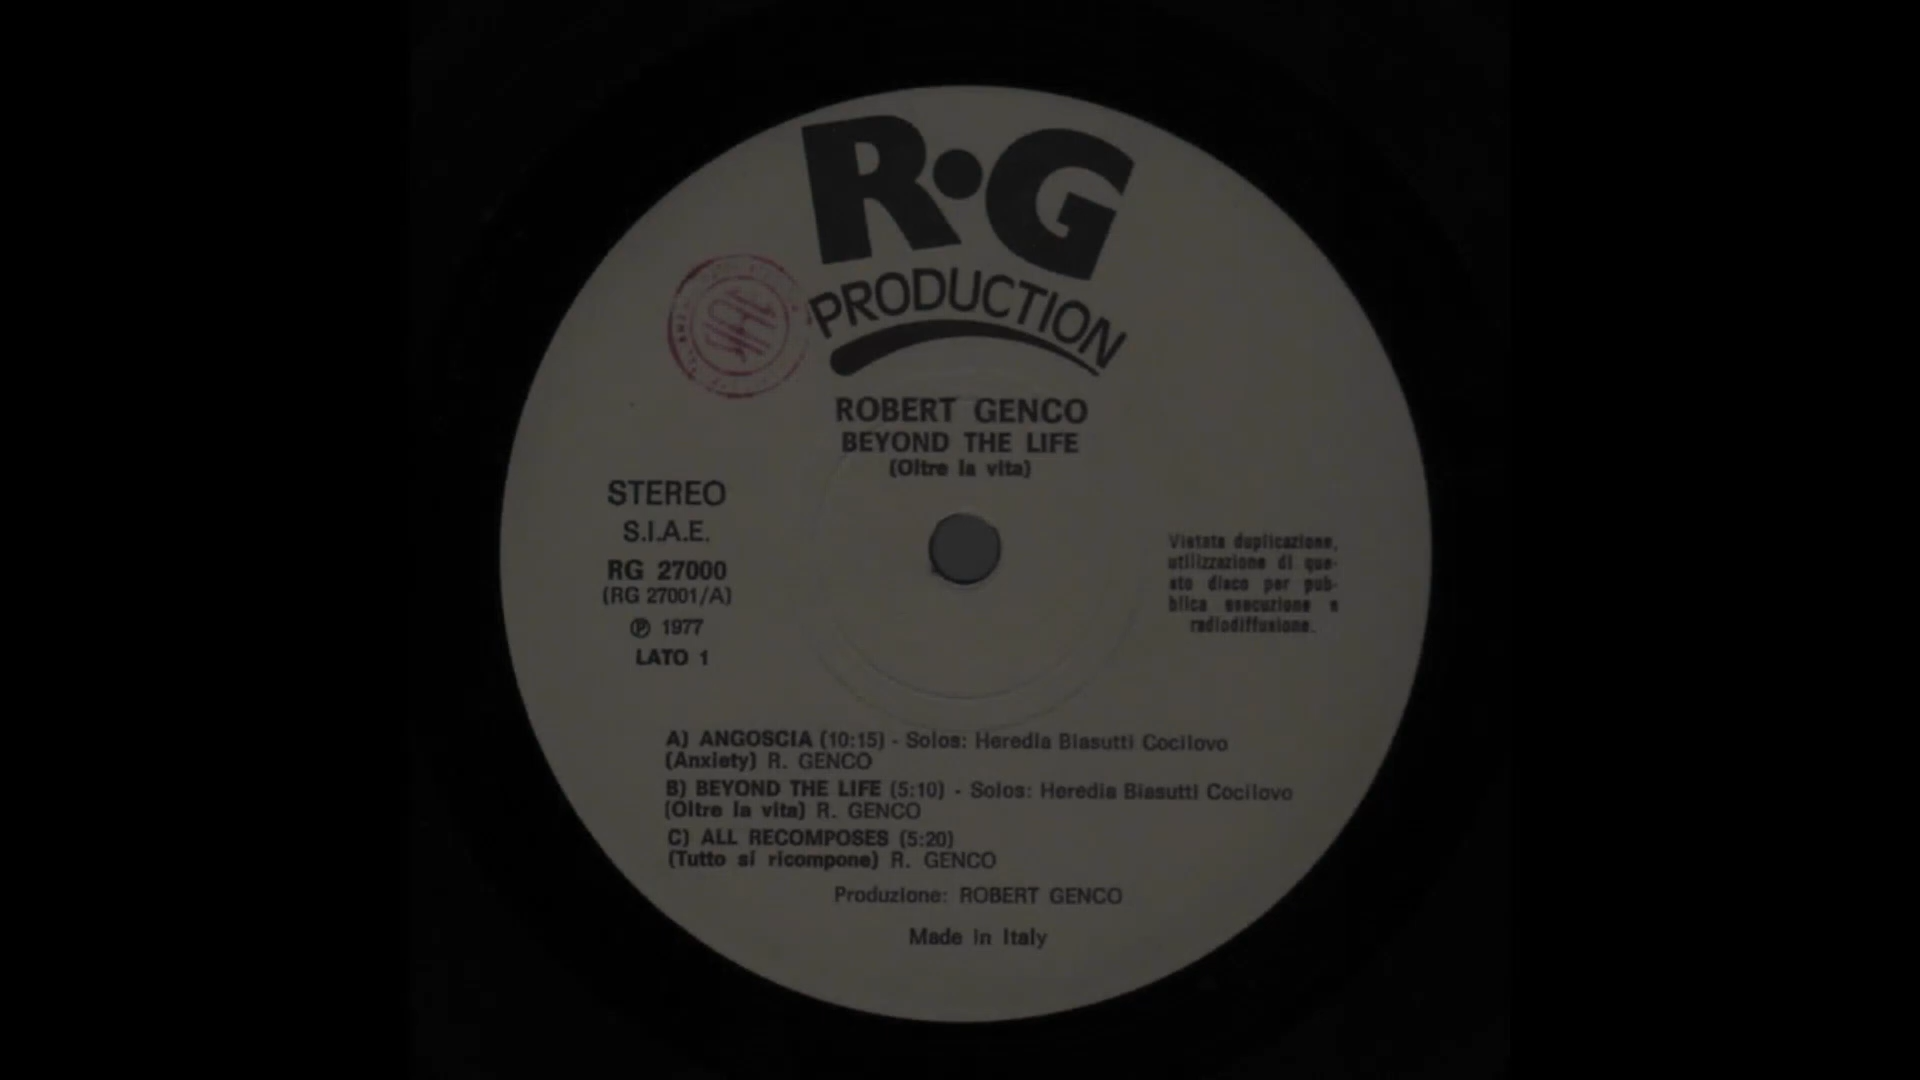 R•G
PRODUCTION
ROBERT GENCO
BEYOND THE LIFE
(Oltre la vita)
STEREO
S.I.A.E.
RG 27000
(RG 27001/A)
℗ 1977
LATO 1
Vietata duplicazione,
utilizzazione di que-
sto disco per pub-
blica esecuzione e
radiodiffusione.
A) ANGOSCIA (10:15) - Solos: Heredia Biasutti Cocilovo
(Anxiety) R. GENCO
B) BEYOND THE LIFE (5:10) - Solos: Heredia Biasutti Cocilovo
(Oltre la vita) R. GENCO
C) ALL RECOMPOSES (5:20)
(Tutto si ricompone) R. GENCO
Produzione: ROBERT GENCO
Made in Italy